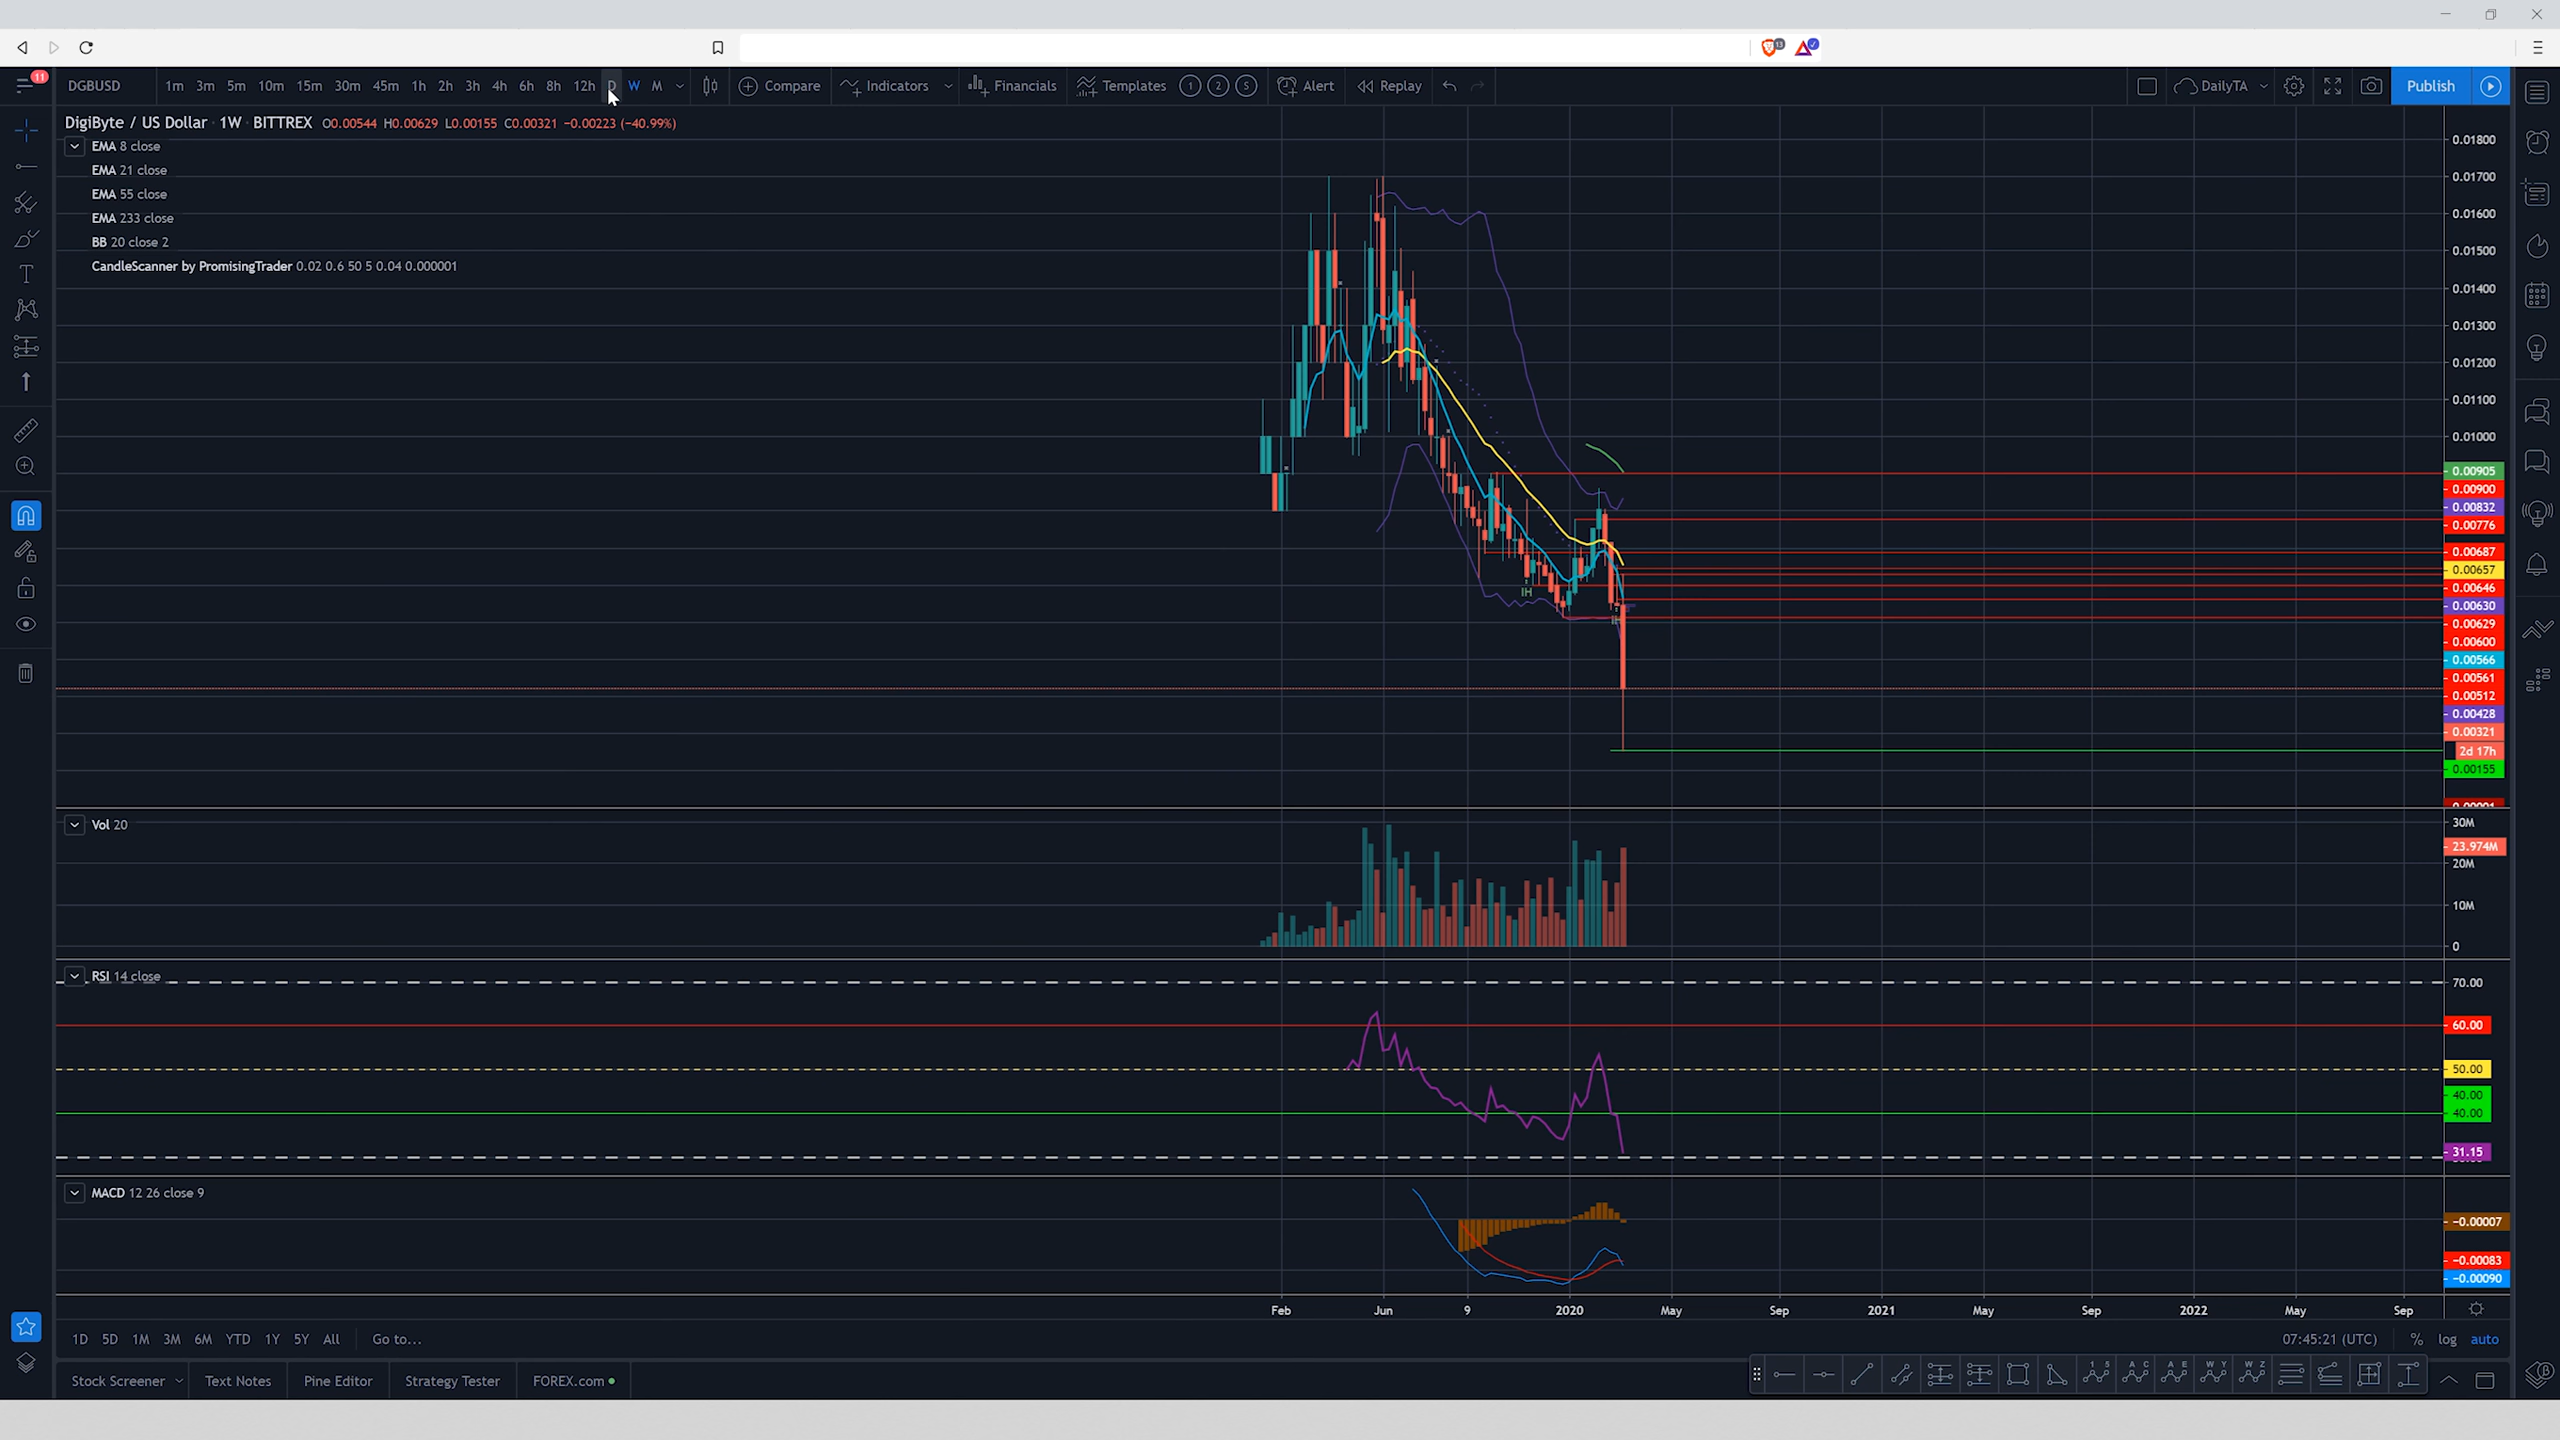 11
DGBUSD 1m 3m 5m 10m 15m 30m 45m 1h 2h 3h 4h 6h 8h 12h D W M Compare Indicators Financials Templates 1 2 S Alert Replay DailyTA Publish
DigiByte / US Dollar · 1W · BITTREX O0.00544 H0.00629 L0.00155 C0.00321 −0.00223 (−40.99%)
EMA 8 close
EMA 21 close
EMA 55 close
EMA 233 close
BB 20 close 2
CandleScanner by PromisingTrader 0.02 0.6 50 5 0.04 0.000001
0.01800
0.01700
0.01600
0.01500
0.01400
0.01300
0.01200
0.01100
0.01000
0.00905
0.00900
0.00832
0.00776
0.00687
0.00657
0.00646
0.00630
0.00629
0.00600
0.00566
0.00561
0.00512
0.00428
0.00321
2d 17h
0.00155
IH
Vol 20
30M
23.974M
20M
10M
0
RSI 14 close
70.00
60.00
50.00
40.00
40.00
31.15
MACD 12 26 close 9
−0.00007
−0.00083
−0.00090
Feb Jun 9 2020 May Sep 2021 May Sep 2022 May Sep
1D 5D 1M 3M 6M YTD 1Y 5Y All Go to... 07:45:21 (UTC) % log auto
Stock Screener Text Notes Pine Editor Strategy Tester FOREX.com